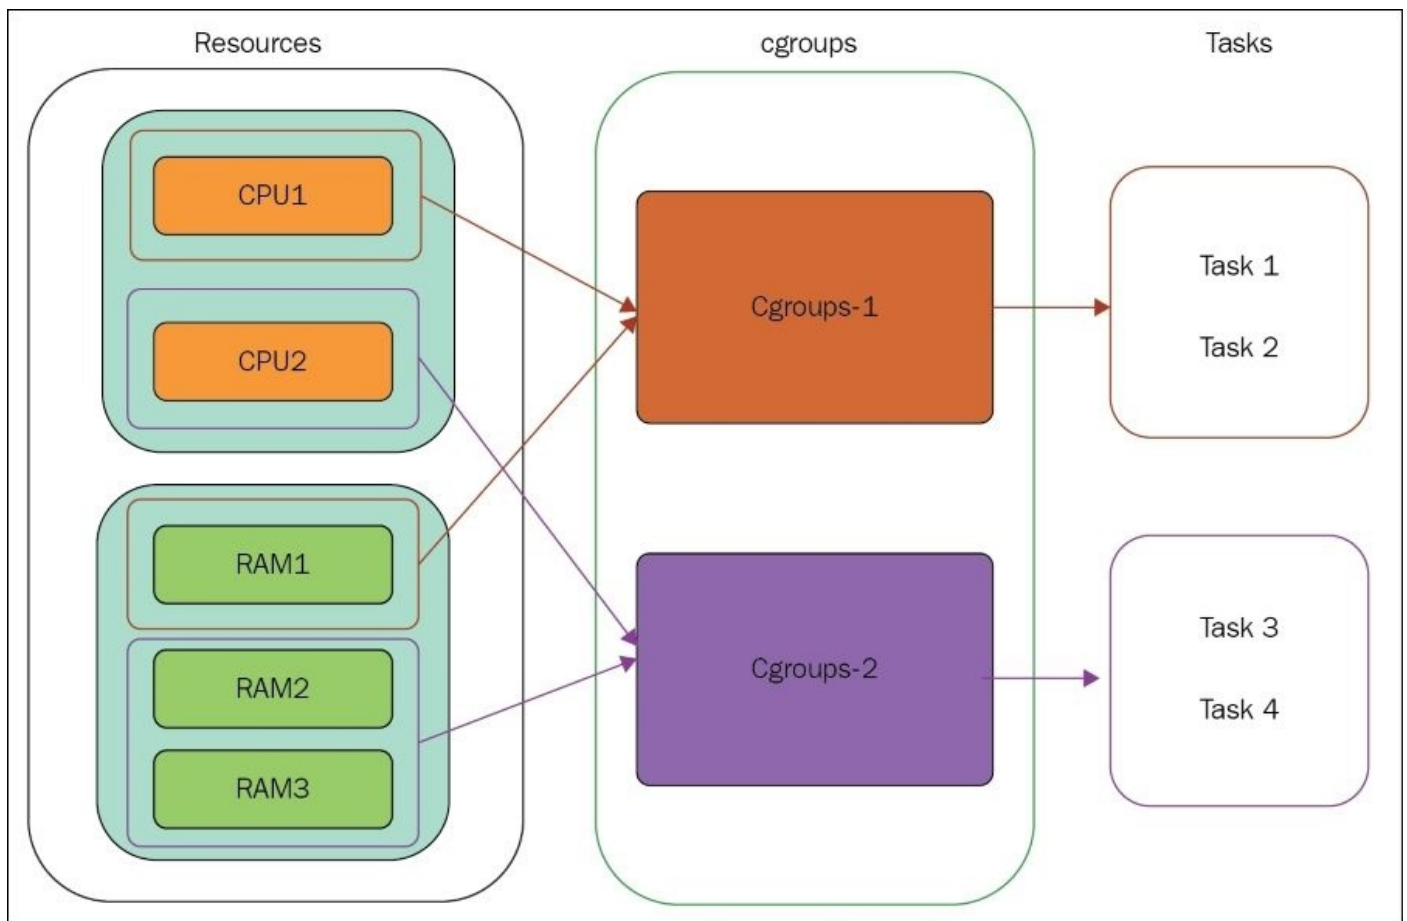 Resources
cgroups
Tasks
CPU1
CPU2
RAM1
RAM2
RAM3
Cgroups-1
Cgroups-2
Task 1
Task 2
Task 3
Task 4